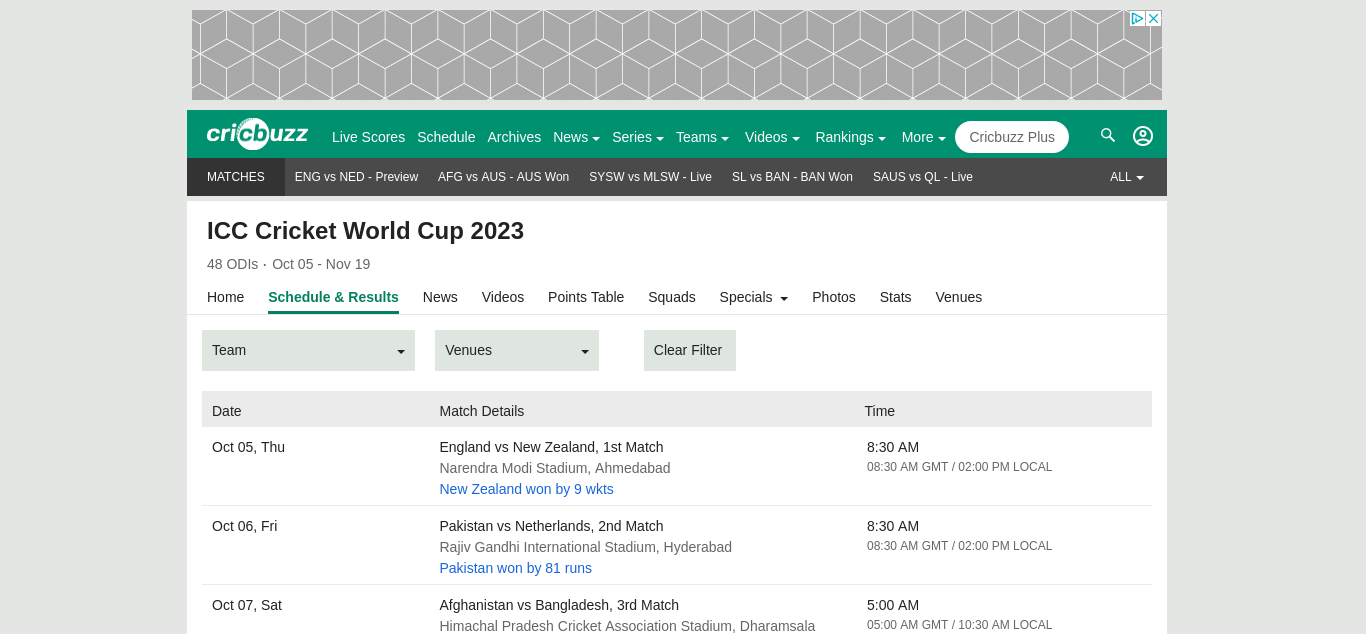 cricbuzz Live Scores Schedule Archives News Series Teams Videos Rankings More Cricbuzz Plus
MATCHES ENG vs NED - Preview AFG vs AUS - AUS Won SYSW vs MLSW - Live SL vs BAN - BAN Won SAUS vs QL - Live ALL
ICC Cricket World Cup 2023
48 ODIs · Oct 05 - Nov 19
Home Schedule & Results News Videos Points Table Squads Specials Photos Stats Venues
Team Venues Clear Filter
Date Match Details Time
Oct 05, Thu England vs New Zealand, 1st Match 8:30 AM
Narendra Modi Stadium, Ahmedabad 08:30 AM GMT / 02:00 PM LOCAL
New Zealand won by 9 wkts
Oct 06, Fri Pakistan vs Netherlands, 2nd Match 8:30 AM
Rajiv Gandhi International Stadium, Hyderabad 08:30 AM GMT / 02:00 PM LOCAL
Pakistan won by 81 runs
Oct 07, Sat Afghanistan vs Bangladesh, 3rd Match 5:00 AM
Himachal Pradesh Cricket Association Stadium, Dharamsala 05:00 AM GMT / 10:30 AM LOCAL